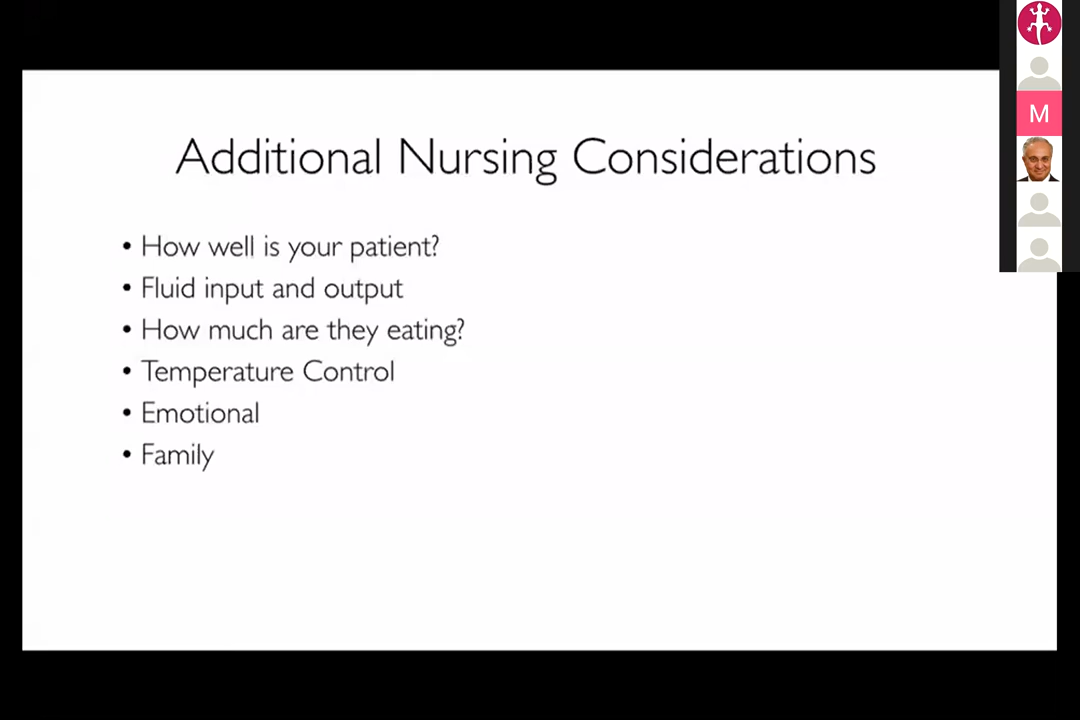 Additional Nursing Considerations
• How well is your patient?
• Fluid input and output
• How much are they eating?
• Temperature Control
• Emotional
• Family
M